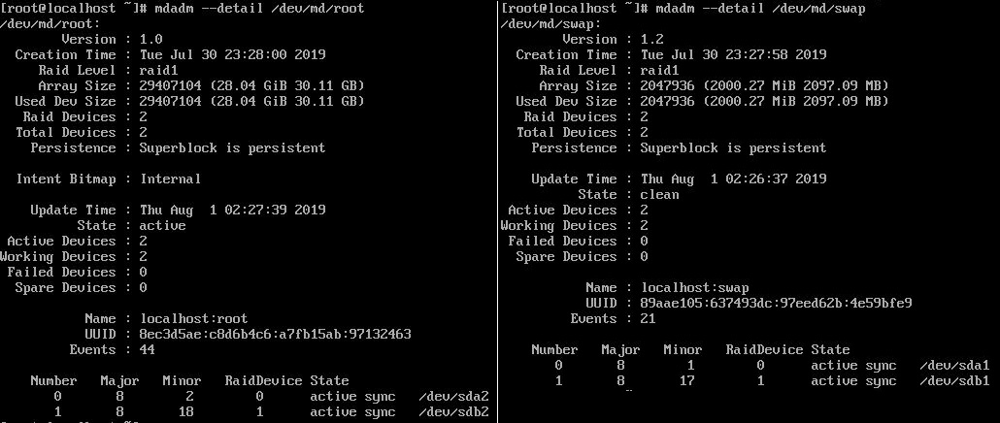 [root@localhost ~]# mdadm --detail /dev/md/root
/dev/md/root:
Version : 1.0
Creation Time : Tue Jul 30 23:28:00 2019
Raid Level : raid1
Array Size : 29407104 (28.04 GiB 30.11 GB)
Used Dev Size : 29407104 (28.04 GiB 30.11 GB)
Raid Devices : 2
Total Devices : 2
Persistence : Superblock is persistent
Intent Bitmap : Internal
Update Time : Thu Aug  1 02:27:39 2019
State : active
Active Devices : 2
Working Devices : 2
Failed Devices : 0
Spare Devices : 0
Name : localhost:root
UUID : 8ec3d5ae:c8d6b4c6:a7fb15ab:97132463
Events : 44
Number Major Minor RaidDevice State
0 8 2 0 active sync /dev/sda2
1 8 18 1 active sync /dev/sdb2
[root@localhost ~]# mdadm --detail /dev/md/swap
/dev/md/swap:
Version : 1.2
Creation Time : Tue Jul 30 23:27:58 2019
Raid Level : raid1
Array Size : 2047936 (2000.27 MiB 2097.09 MB)
Used Dev Size : 2047936 (2000.27 MiB 2097.09 MB)
Raid Devices : 2
Total Devices : 2
Persistence : Superblock is persistent
Update Time : Thu Aug  1 02:26:37 2019
State : clean
Active Devices : 2
Working Devices : 2
Failed Devices : 0
Spare Devices : 0
Name : localhost:swap
UUID : 89aae105:637493dc:97eed62b:4e59bfe9
Events : 21
Number Major Minor RaidDevice State
0 8 1 0 active sync /dev/sda1
1 8 17 1 active sync /dev/sdb1